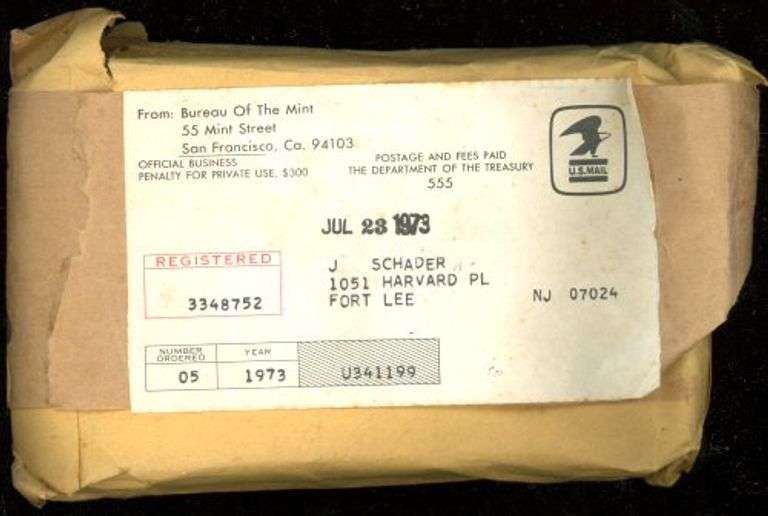 From: Bureau Of The Mint
55 Mint Street
San Francisco, Ca. 94103
OFFICIAL BUSINESS
PENALTY FOR PRIVATE USE, $300
POSTAGE AND FEES PAID
THE DEPARTMENT OF THE TREASURY
555
U.S.MAIL
JUL 23 1973
REGISTERED
3348752
J SCHADER
1051 HARVARD PL
FORT LEE NJ 07024
NUMBER ORDERED YEAR
05 1973 U341199